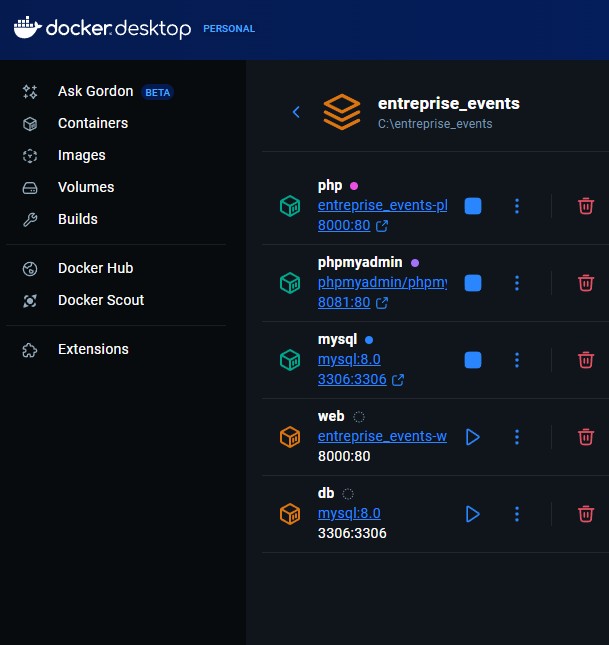 docker.desktop PERSONAL
Ask Gordon BETA
Containers
Images
Volumes
Builds
Docker Hub
Docker Scout
Extensions
entreprise_events
C:\entreprise_events
php
entreprise_events-pl
8000:80
phpmyadmin
phpmyadmin/phpmy
8081:80
mysql
mysql:8.0
3306:3306
web
entreprise_events-w
8000:80
db
mysql:8.0
3306:3306